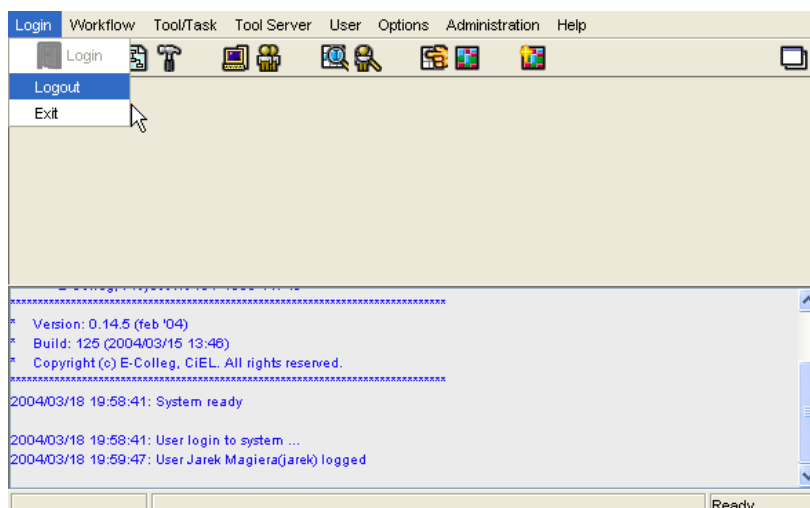 Login Workflow Tool/Task Tool Server User Options Administration Help
Login
Logout
Exit
**********************************************************************************
* Version: 0.14.5 (feb '04)
* Build: 125 (2004/03/15 13:46)
* Copyright (c) E-Colleg, CiEL. All rights reserved.
**********************************************************************************
2004/03/18 19:58:41: System ready
2004/03/18 19:58:41: User login to system ...
2004/03/18 19:59:47: User Jarek Magiera(jarek) logged
Ready